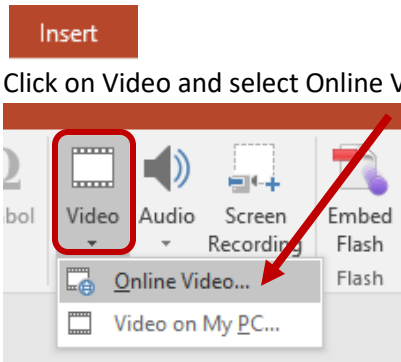 Insert
Click on Video and select Online V
bol Video Audio Screen Recording Embed Flash
Online Video... Flash
Video on My PC...